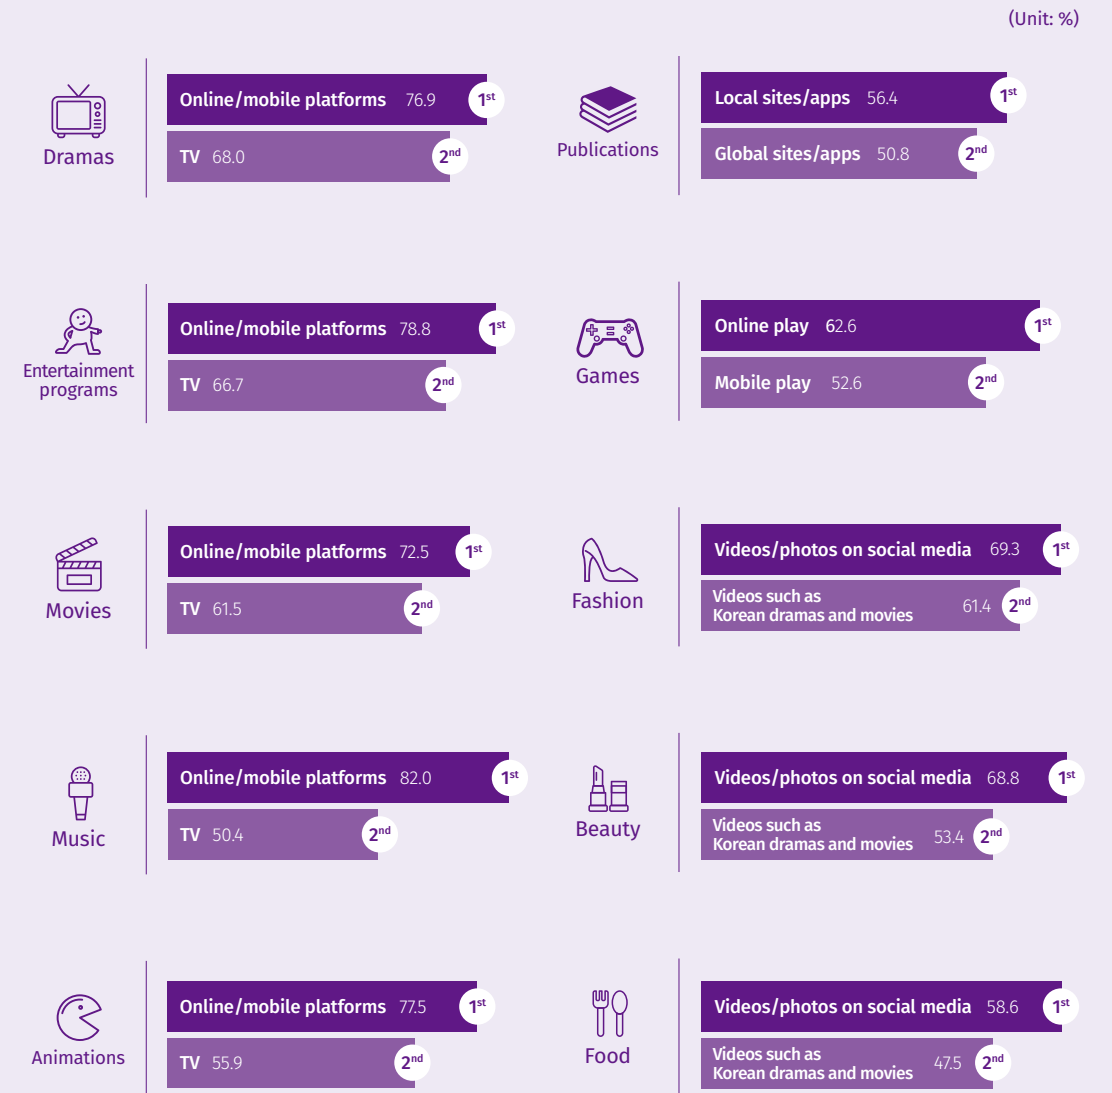 (Unit: %)
Dramas
Online/mobile platforms 76.9 1st
TV 68.0 2nd
Publications
Local sites/apps 56.4 1st
Global sites/apps 50.8 2nd
Entertainment
programs
Online/mobile platforms 78.8 1st
TV 66.7 2nd
Games
Online play 62.6 1st
Mobile play 52.6 2nd
Movies
Online/mobile platforms 72.5 1st
TV 61.5 2nd
Fashion
Videos/photos on social media 69.3 1st
Videos such as
Korean dramas and movies 61.4 2nd
Music
Online/mobile platforms 82.0 1st
TV 50.4 2nd
Beauty
Videos/photos on social media 68.8 1st
Videos such as
Korean dramas and movies 53.4 2nd
Animations
Online/mobile platforms 77.5 1st
TV 55.9 2nd
Food
Videos/photos on social media 58.6 1st
Videos such as
Korean dramas and movies 47.5 2nd